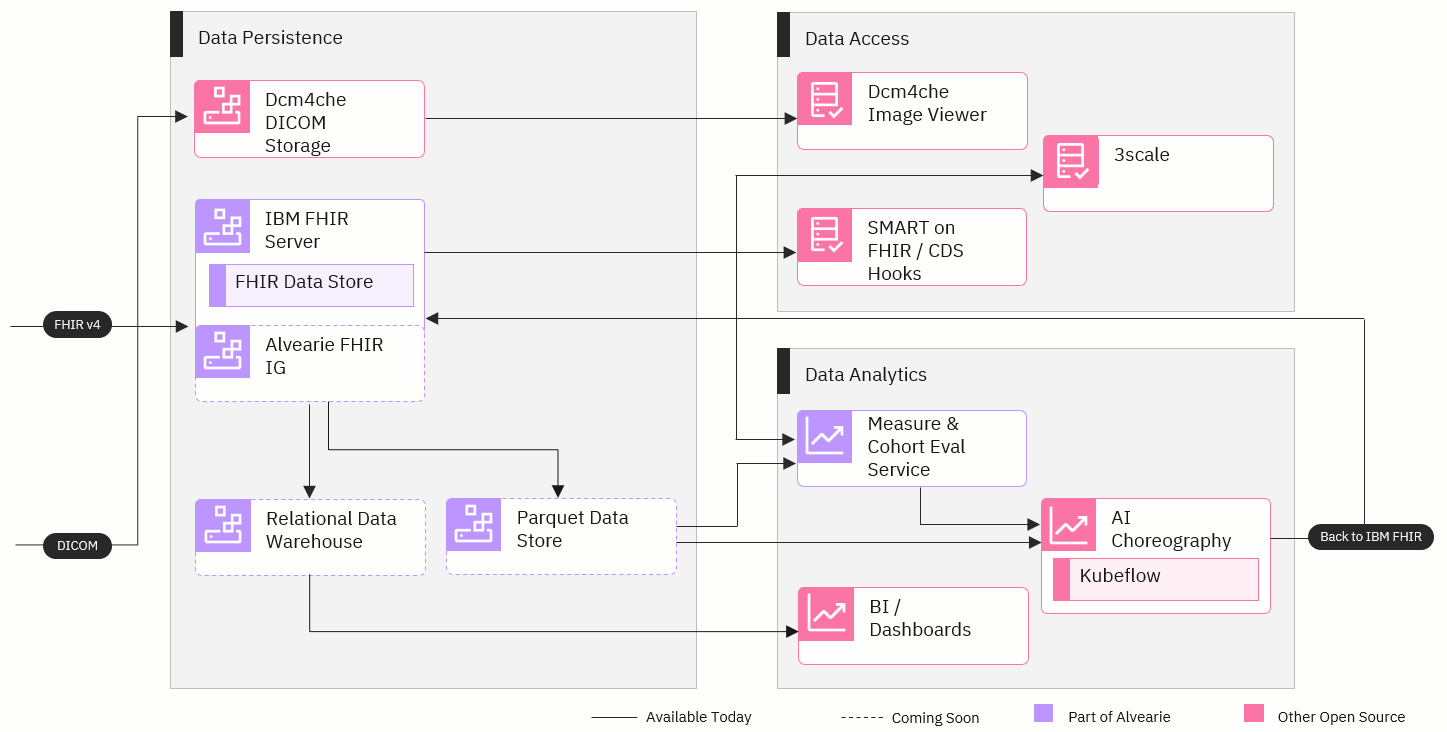 Data Persistence
Dcm4che
DICOM
Storage
IBM FHIR
Server
FHIR Data Store
FHIR v4
Alvearie FHIR
IG
DICOM
Relational Data
Warehouse
Parquet Data
Store
Data Access
Dcm4che
Image Viewer
3scale
SMART on
FHIR / CDS
Hooks
Data Analytics
Measure &
Cohort Eval
Service
AI
Choreography
Kubeflow
Back to IBM FHIR
BI /
Dashboards
Available Today
Coming Soon
Part of Alvearie
Other Open Source